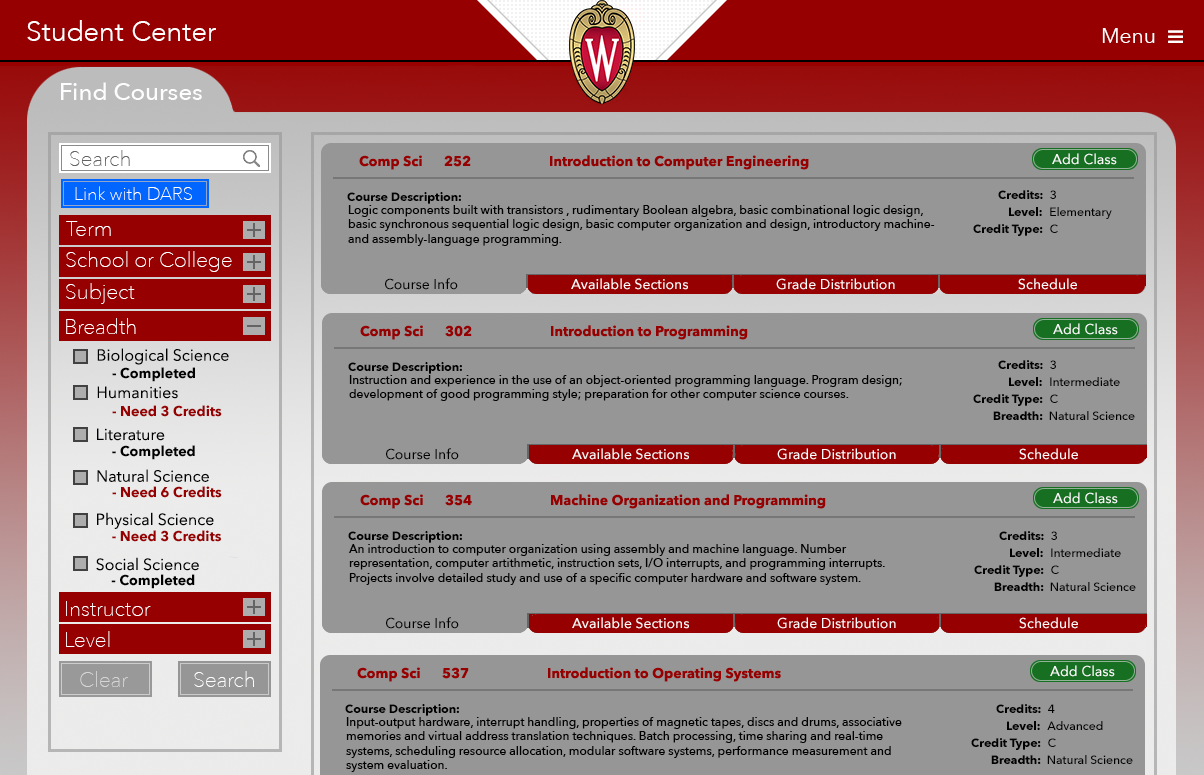 Student Center
W
Menu
Find Courses
Search
Link with DARS
Term
School or College
Subject
Breadth
Biological Science
- Completed
Humanities
- Need 3 Credits
Literature
- Completed
Natural Science
- Need 6 Credits
Physical Science
- Need 3 Credits
Social Science
- Completed
Instructor
Level
Clear Search
Comp Sci 252 Introduction to Computer Engineering Add Class
Course Description:
Logic components built with transistors , rudimentary Boolean algebra, basic combinational logic design,
basic synchronous sequential logic design, basic computer organization and design, introductory machine-
and assembly-language programming.
Credits: 3
Level: Elementary
Credit Type: C
Course Info Available Sections Grade Distribution Schedule
Comp Sci 302 Introduction to Programming Add Class
Course Description:
Instruction and experience in the use of an object-oriented programming language. Program design;
development of good programming style; preparation for other computer science courses.
Credits: 3
Level: Intermediate
Credit Type: C
Breadth: Natural Science
Course Info Available Sections Grade Distribution Schedule
Comp Sci 354 Machine Organization and Programming Add Class
Course Description:
An introduction to computer organization using assembly and machine language. Number
representation, computer artithmetic, instruction sets, I/O interrupts, and programming interrupts.
Projects involve detailed study and use of a specific computer hardware and software system.
Credits: 3
Level: Intermediate
Credit Type: C
Breadth: Natural Science
Course Info Available Sections Grade Distribution Schedule
Comp Sci 537 Introduction to Operating Systems Add Class
Course Description:
Input-output hardware, interrupt handling, properties of magnetic tapes, discs and drums, associative
memories and virtual address translation techniques. Batch processing, time sharing and real-time
systems, scheduling resource allocation, modular software systems, performance measurement and
system evaluation.
Credits: 4
Level: Advanced
Credit Type: C
Breadth: Natural Science